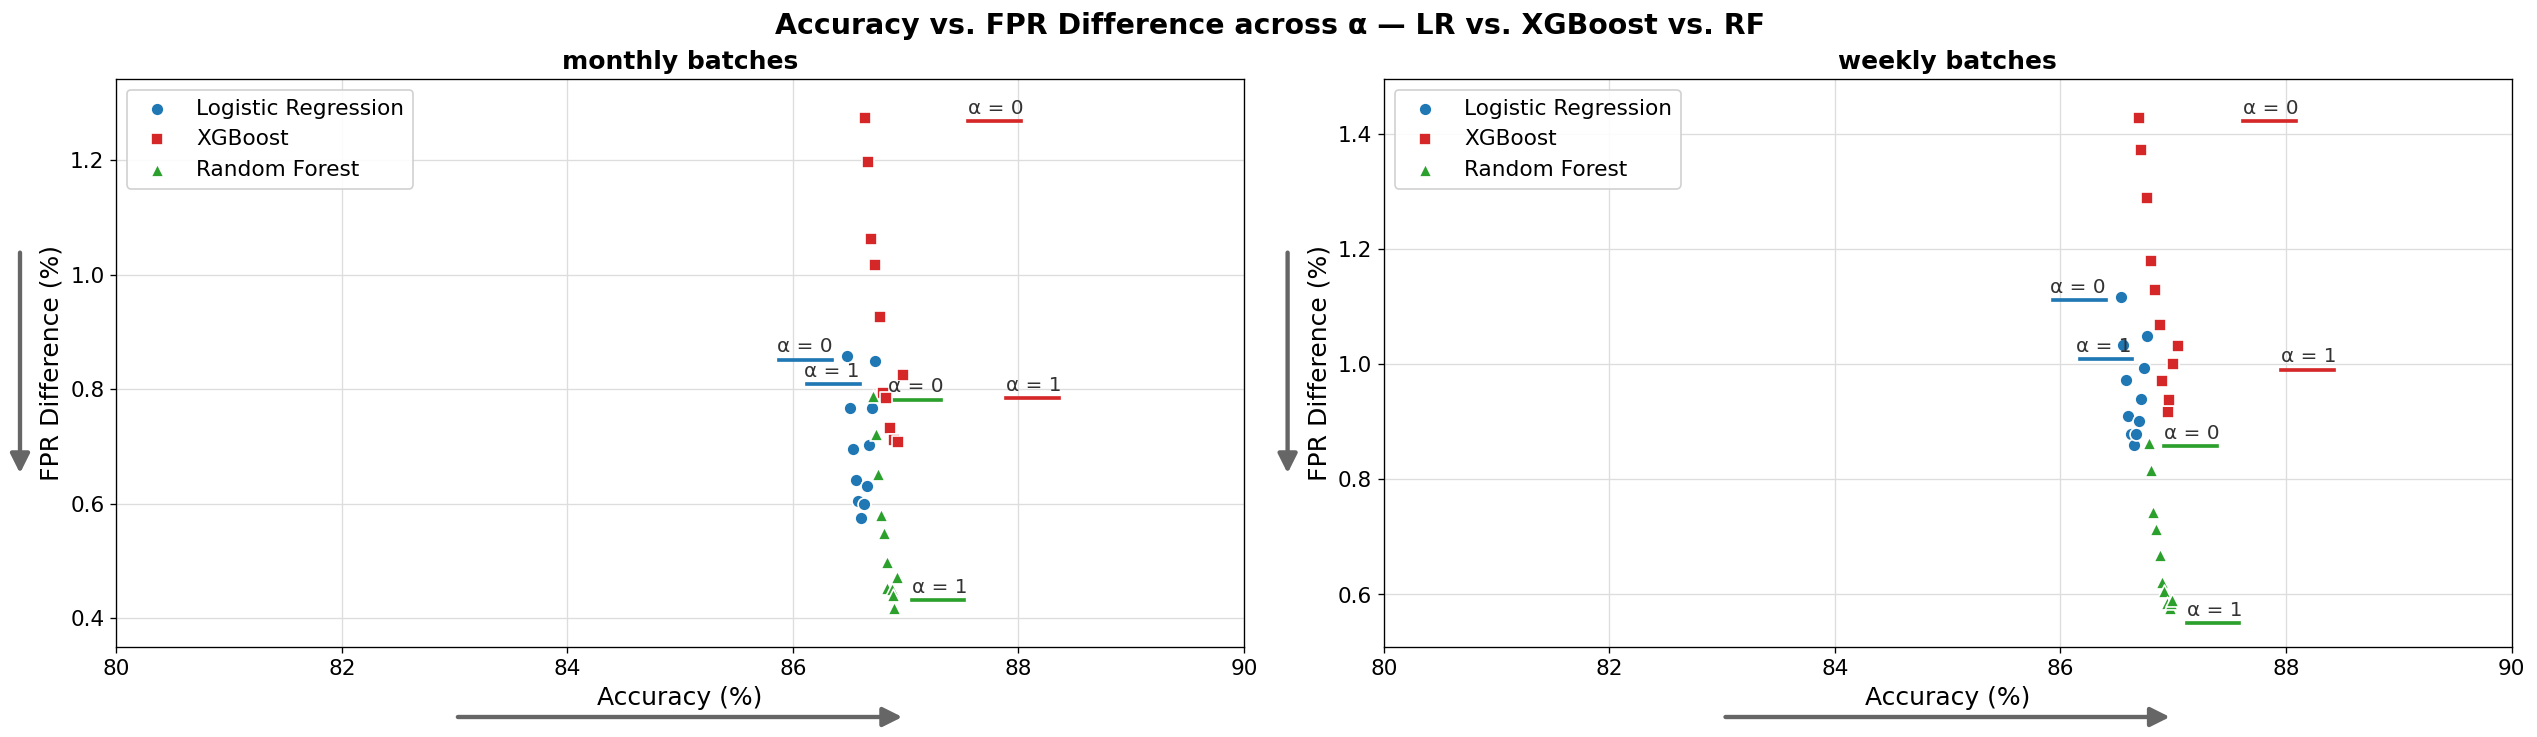 Accuracy vs. FPR Difference across α — LR vs. XGBoost vs. RF
monthly batches
Logistic Regression
XGBoost
Random Forest
α = 0
α = 0
α = 1
α = 0
α = 1
α = 1
1.2
1.0
0.8
0.6
0.4
FPR Difference (%)
80
82
84
86
88
90
Accuracy (%)
weekly batches
Logistic Regression
XGBoost
Random Forest
α = 0
α = 0
α = 1
α = 1
α = 0
α = 1
1.4
1.2
1.0
0.8
0.6
FPR Difference (%)
80
82
84
86
88
90
Accuracy (%)